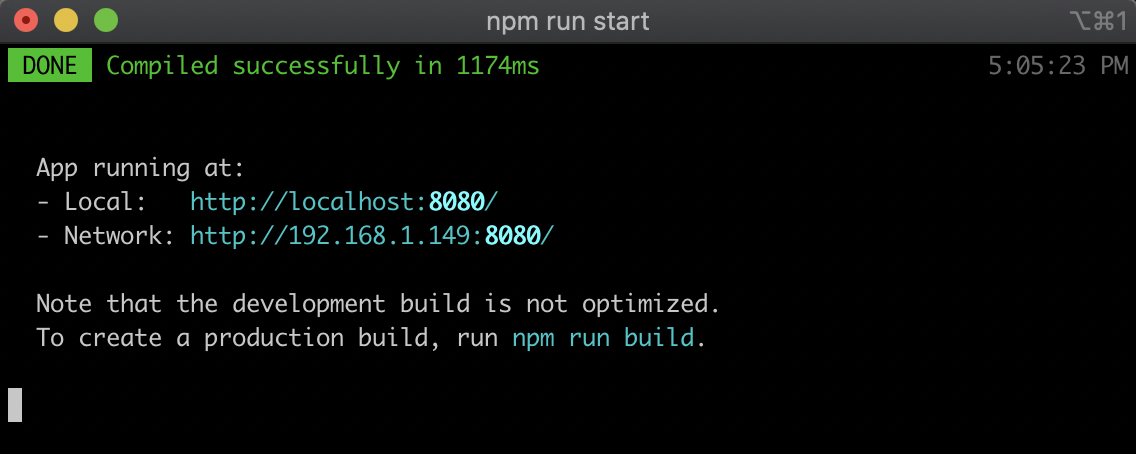 npm run start
⌥⌘1
DONE Compiled successfully in 1174ms 5:05:23 PM
App running at:
- Local: http://localhost:8080/
- Network: http://192.168.1.149:8080/
Note that the development build is not optimized.
To create a production build, run npm run build.